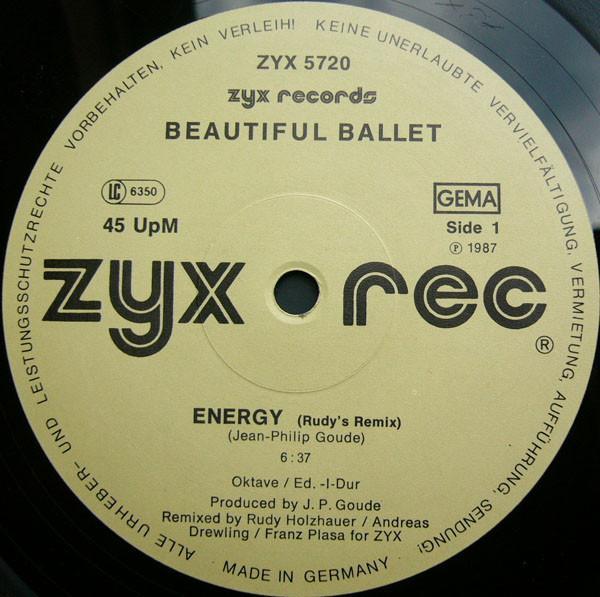 ALLE URHEBER- UND LEISTUNGSSCHUTZRECHTE VORBEHALTEN, KEIN VERLEIH! KEINE UNERLAUBTE VERVIELFÄLTIGUNG, VERMIETUNG, AUFFÜHRUNG, SENDUNG!
ZYX 5720
zyx records
BEAUTIFUL BALLET
LC 6350
GEMA
45 UpM
Side 1
Ⓟ 1987
zyx rec
®
ENERGY (Rudy's Remix)
(Jean-Philip Goude)
6:37
Oktave / Ed. -I-Dur
Produced by J. P. Goude
Remixed by Rudy Holzhauer / Andreas
Drewling / Franz Plasa for ZYX
MADE IN GERMANY